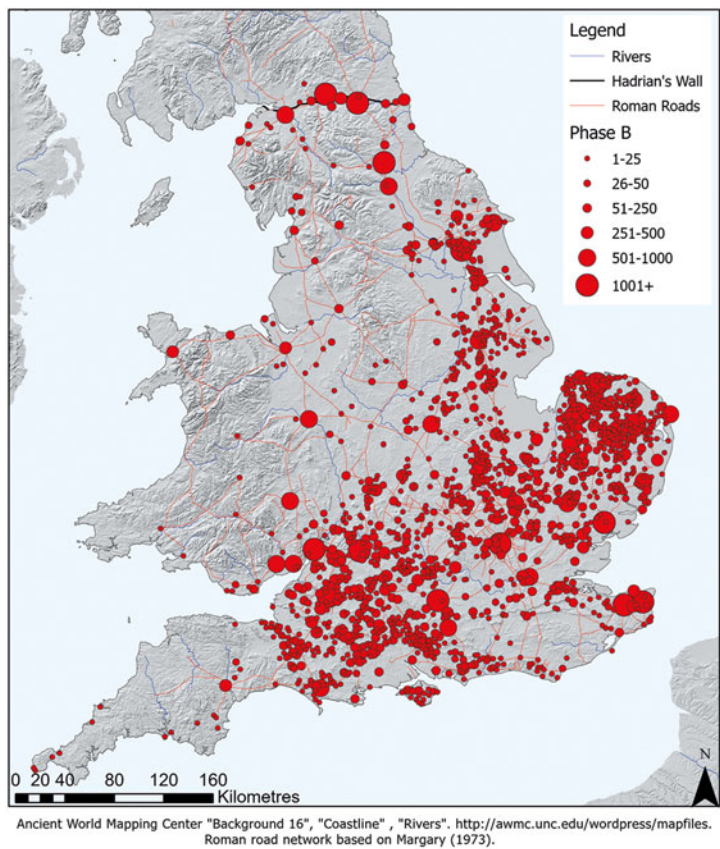 Legend
Rivers
Hadrian's Wall
Roman Roads
Phase B
1-25
26-50
51-250
251-500
501-1000
1001+
N
0 20 40 80 120 160
Kilometres
Ancient World Mapping Center "Background 16", "Coastline" , "Rivers". http://awmc.unc.edu/wordpress/mapfiles.
Roman road network based on Margary (1973).